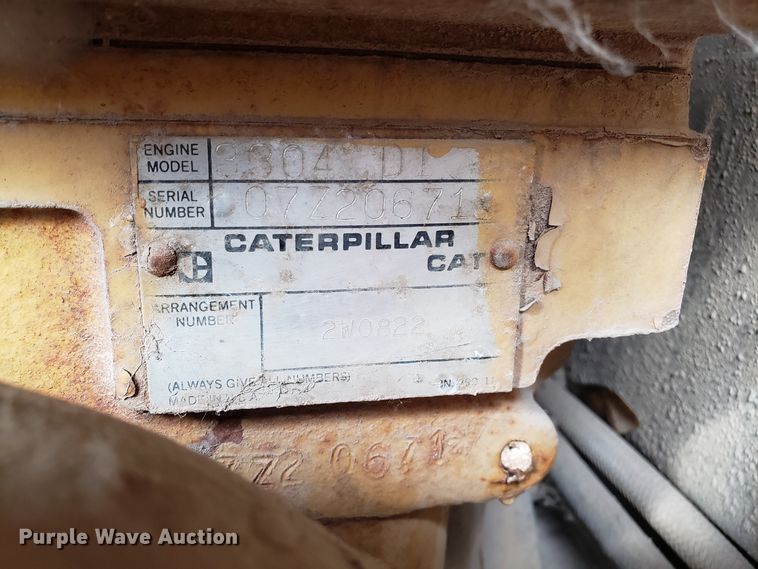 ENGINE MODEL 3304 DI
SERIAL NUMBER 07Z20671
CATERPILLAR
CAT
ARRANGEMENT NUMBER 2W0822
(ALWAYS GIVE ALL NUMBERS)
MADE IN U.S.A.
7Z2 0671
Purple Wave Auction